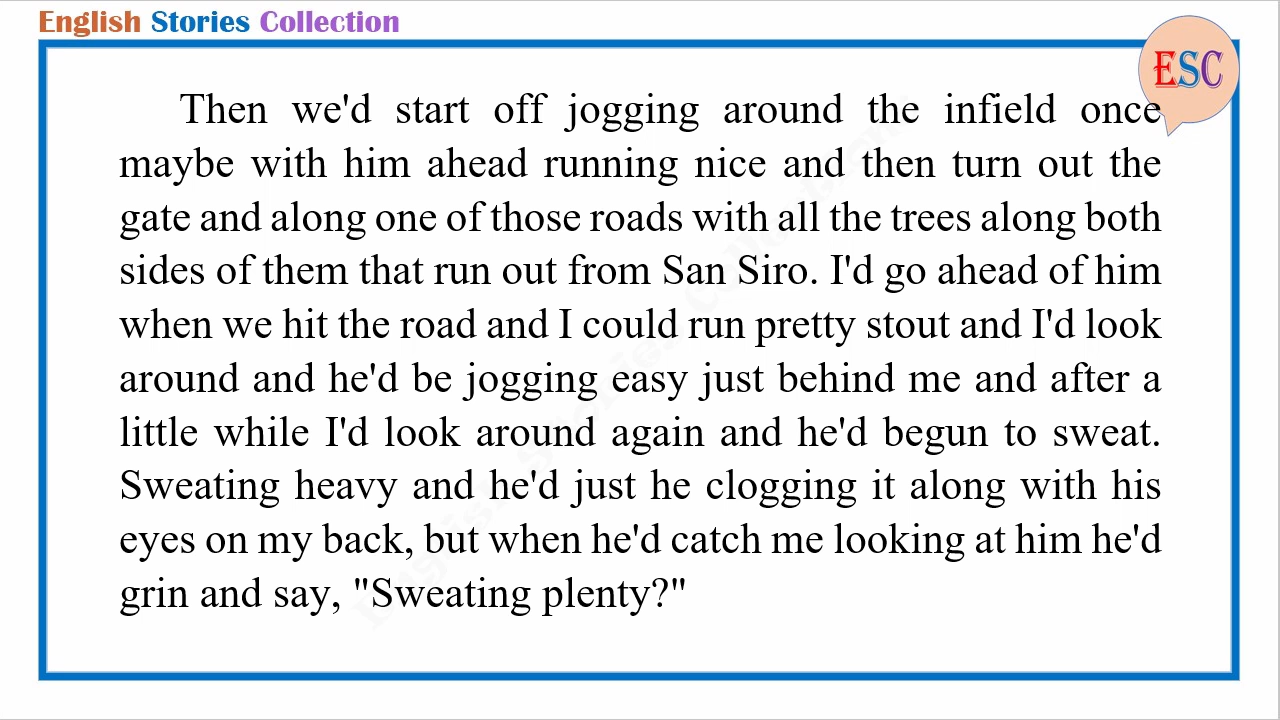 English Stories Collection
ESC
Then we'd start off jogging around the infield once
maybe with him ahead running nice and then turn out the
gate and along one of those roads with all the trees along both
sides of them that run out from San Siro. I'd go ahead of him
when we hit the road and I could run pretty stout and I'd look
around and he'd be jogging easy just behind me and after a
little while I'd look around again and he'd begun to sweat.
Sweating heavy and he'd just he clogging it along with his
eyes on my back, but when he'd catch me looking at him he'd
grin and say, "Sweating plenty?"
English Stories Collection